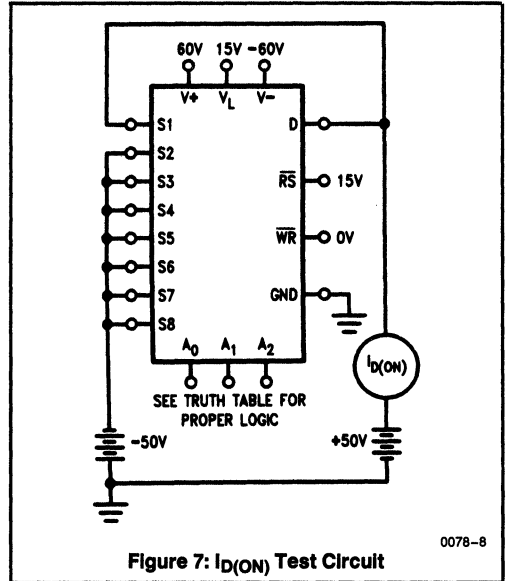 60V 15V -60V
V+ VL V-
S1 D
S2
S3 RS 15V
S4
S5 WR 0V
S6
S7 GND
S8
A0 A1 A2
ID(ON)
SEE TRUTH TABLE FOR
PROPER LOGIC
-50V +50V
0078-8
Figure 7: ID(ON) Test Circuit